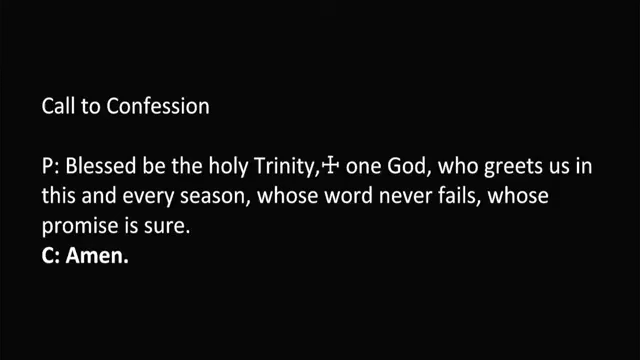 Call to Confession
P: Blessed be the holy Trinity,☩ one God, who greets us in
this and every season, whose word never fails, whose
promise is sure.
C: Amen.